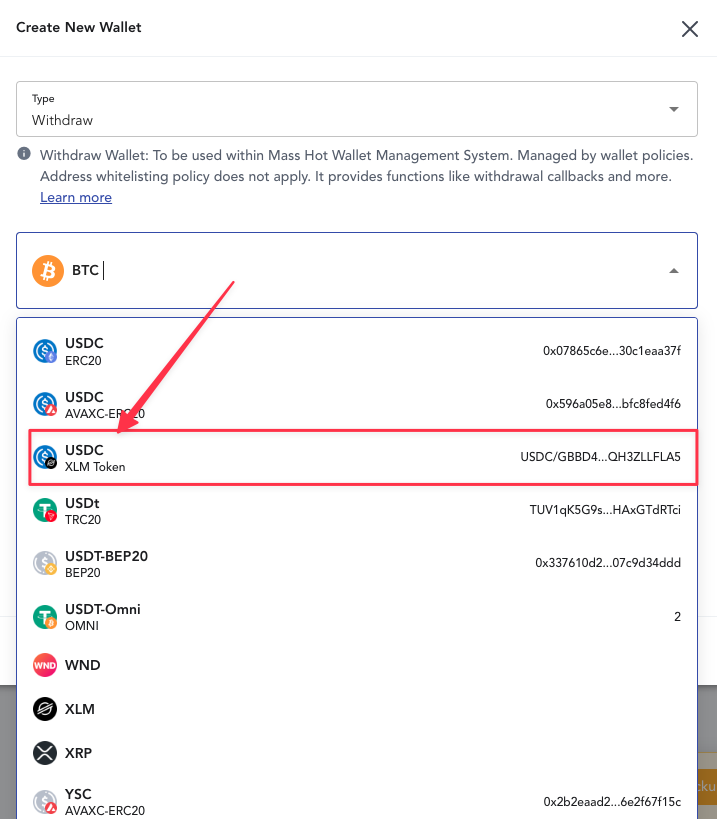 Create New Wallet
Type
Withdraw
Withdraw Wallet: To be used within Mass Hot Wallet Management System. Managed by wallet policies.
Address whitelisting policy does not apply. It provides functions like withdrawal callbacks and more.
Learn more
BTC
USDC
ERC20
0x07865c6e...30c1eaa37f
USDC
AVAXC-ERC20
0x596a05e8...bfc8fed4f6
USDC
XLM Token
USDC/GBBD4...QH3ZLLFLA5
USDt
TRC20
TUV1qK5G9s...HAxGTdRTci
USDT-BEP20
BEP20
0x337610d2...07c9d34ddd
USDT-Omni
OMNI
2
WND
WND
XLM
XRP
YSC
AVAXC-ERC20
0x2b2eaad2...6e2f67f15c